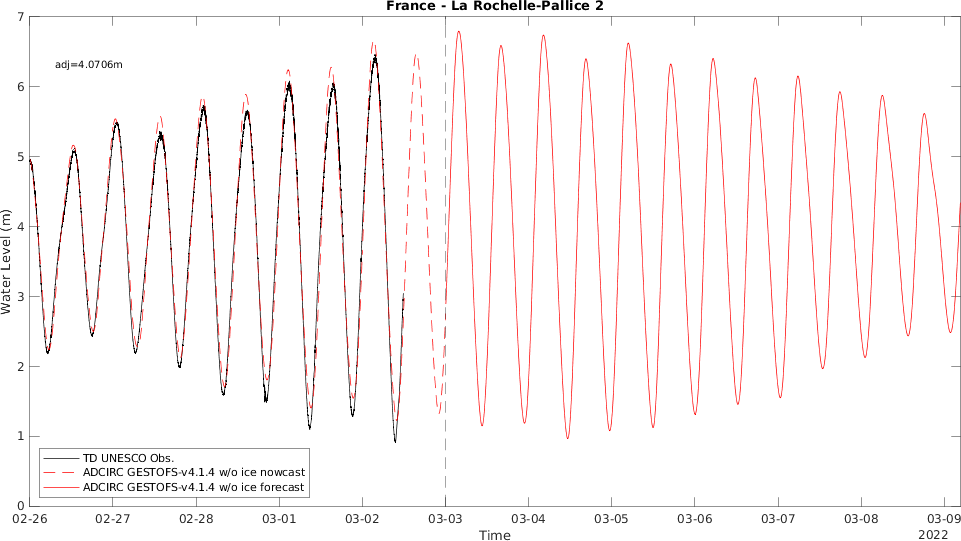 France - La Rochelle-Pallice 2
adj=4.0706m
7
6
5
4
3
2
1
0
Water Level (m)
TD UNESCO Obs.
ADCIRC GESTOFS-v4.1.4 w/o ice nowcast
ADCIRC GESTOFS-v4.1.4 w/o ice forecast
02-26 02-27 02-28 03-01 03-02 03-03 03-04 03-05 03-06 03-07 03-08 03-09
Time
2022